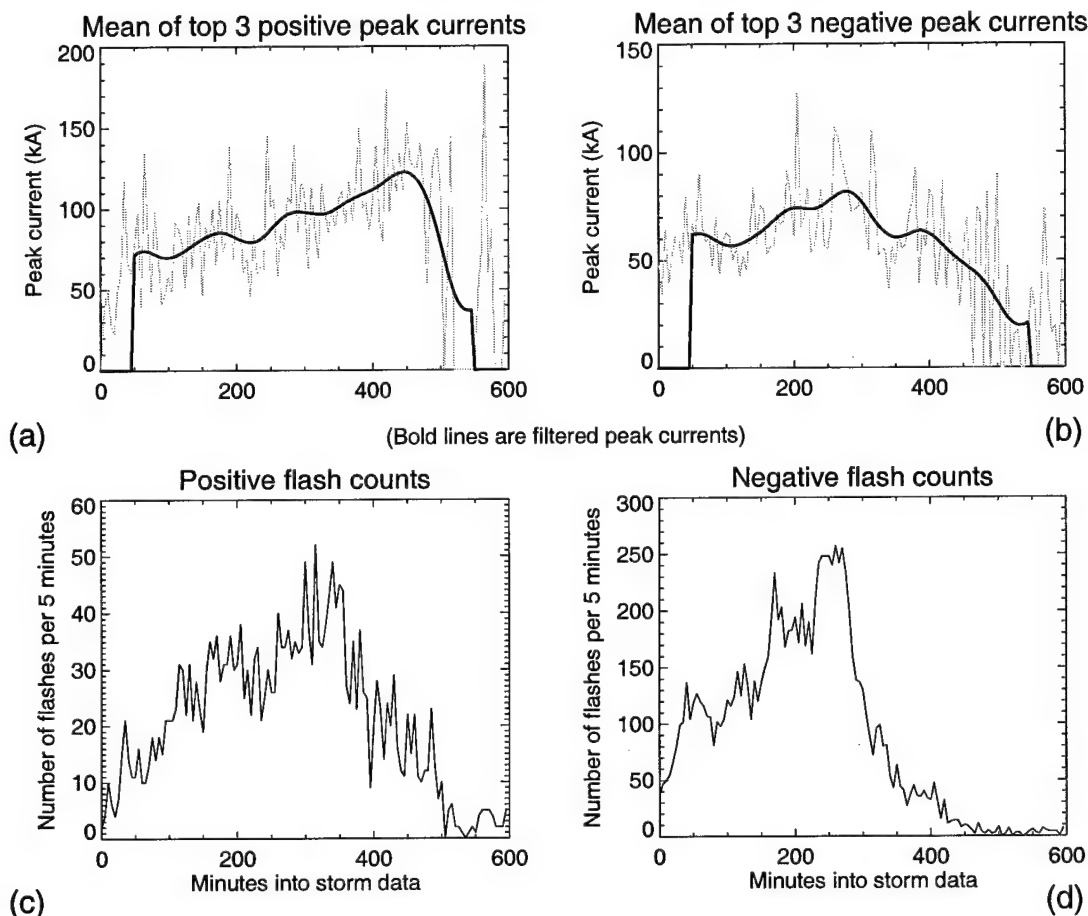 Mean of top 3 positive peak currents
Mean of top 3 negative peak currents
200
150
100
50
0
Peak current (kA)
0 200 400 600
150
100
50
0
Peak current (kA)
0 200 400 600
(a)
(Bold lines are filtered peak currents)
(b)
Positive flash counts
Negative flash counts
60
50
40
30
20
10
0
Number of flashes per 5 minutes
0 200 400 600
Minutes into storm data
300
250
200
150
100
50
0
Number of flashes per 5 minutes
0 200 400 600
Minutes into storm data
(c)
(d)